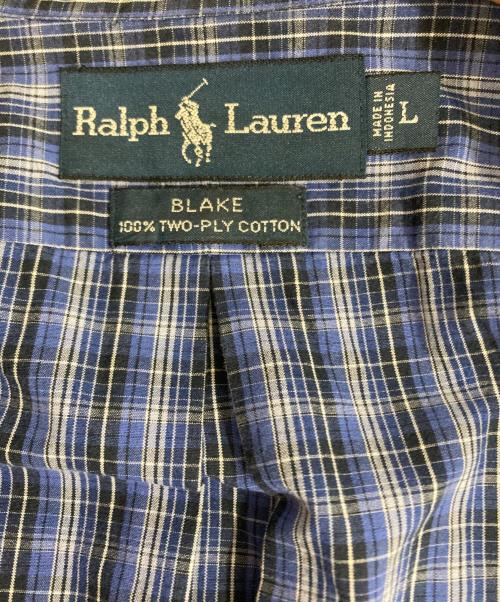 Ralph Lauren
MADE IN
INDONESIA
L
BLAKE
100% TWO-PLY COTTON